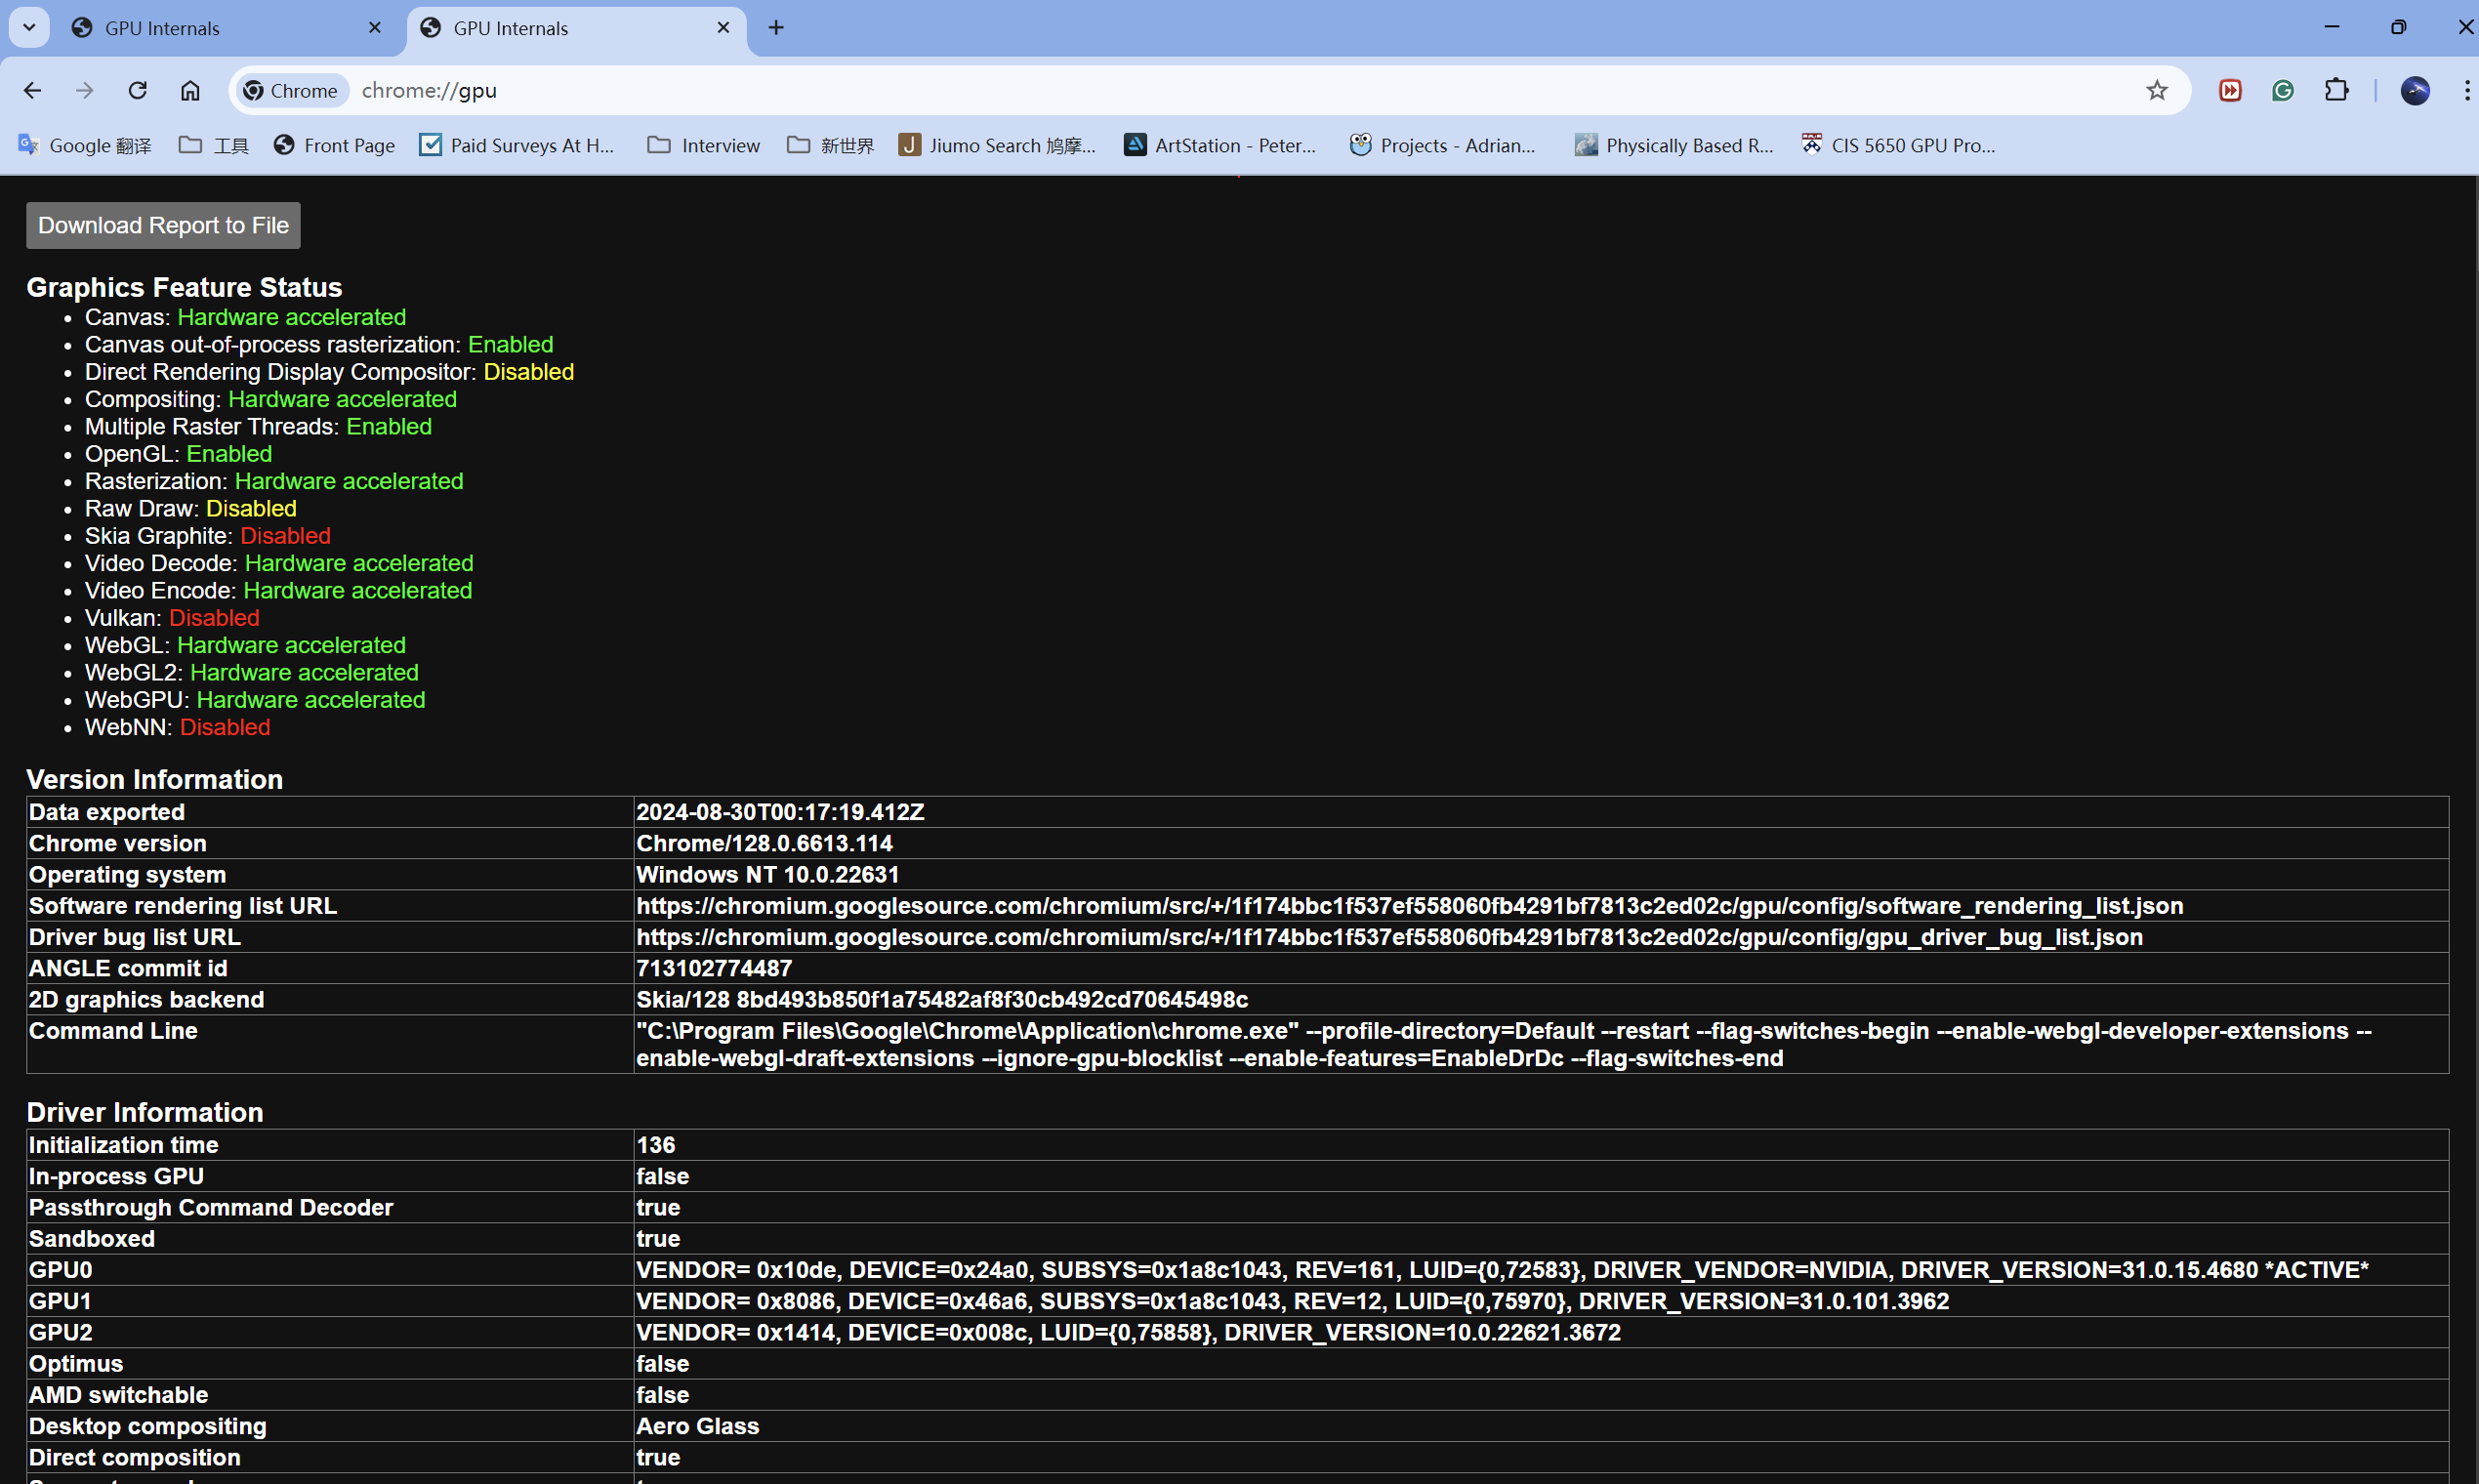 GPU Internals
GPU Internals
Chrome chrome://gpu
Google 翻译 工具 Front Page Paid Surveys At H... Interview 新世界 Jiumo Search 鸠摩... ArtStation - Peter... Projects - Adrian... Physically Based R... CIS 5650 GPU Pro...
Download Report to File
Graphics Feature Status
• Canvas: Hardware accelerated
• Canvas out-of-process rasterization: Enabled
• Direct Rendering Display Compositor: Disabled
• Compositing: Hardware accelerated
• Multiple Raster Threads: Enabled
• OpenGL: Enabled
• Rasterization: Hardware accelerated
• Raw Draw: Disabled
• Skia Graphite: Disabled
• Video Decode: Hardware accelerated
• Video Encode: Hardware accelerated
• Vulkan: Disabled
• WebGL: Hardware accelerated
• WebGL2: Hardware accelerated
• WebGPU: Hardware accelerated
• WebNN: Disabled
Version Information
Data exported 2024-08-30T00:17:19.412Z
Chrome version Chrome/128.0.6613.114
Operating system Windows NT 10.0.22631
Software rendering list URL https://chromium.googlesource.com/chromium/src/+/1f174bbc1f537ef558060fb4291bf7813c2ed02c/gpu/config/software_rendering_list.json
Driver bug list URL https://chromium.googlesource.com/chromium/src/+/1f174bbc1f537ef558060fb4291bf7813c2ed02c/gpu/config/gpu_driver_bug_list.json
ANGLE commit id 713102774487
2D graphics backend Skia/128 8bd493b850f1a75482af8f30cb492cd70645498c
Command Line "C:\Program Files\Google\Chrome\Application\chrome.exe" --profile-directory=Default --restart --flag-switches-begin --enable-webgl-developer-extensions --
enable-webgl-draft-extensions --ignore-gpu-blocklist --enable-features=EnableDrDc --flag-switches-end
Driver Information
Initialization time 136
In-process GPU false
Passthrough Command Decoder true
Sandboxed true
GPU0 VENDOR= 0x10de, DEVICE=0x24a0, SUBSYS=0x1a8c1043, REV=161, LUID={0,72583}, DRIVER_VENDOR=NVIDIA, DRIVER_VERSION=31.0.15.4680 *ACTIVE*
GPU1 VENDOR= 0x8086, DEVICE=0x46a6, SUBSYS=0x1a8c1043, REV=12, LUID={0,75970}, DRIVER_VERSION=31.0.101.3962
GPU2 VENDOR= 0x1414, DEVICE=0x008c, LUID={0,75858}, DRIVER_VERSION=10.0.22621.3672
Optimus false
AMD switchable false
Desktop compositing Aero Glass
Direct composition true